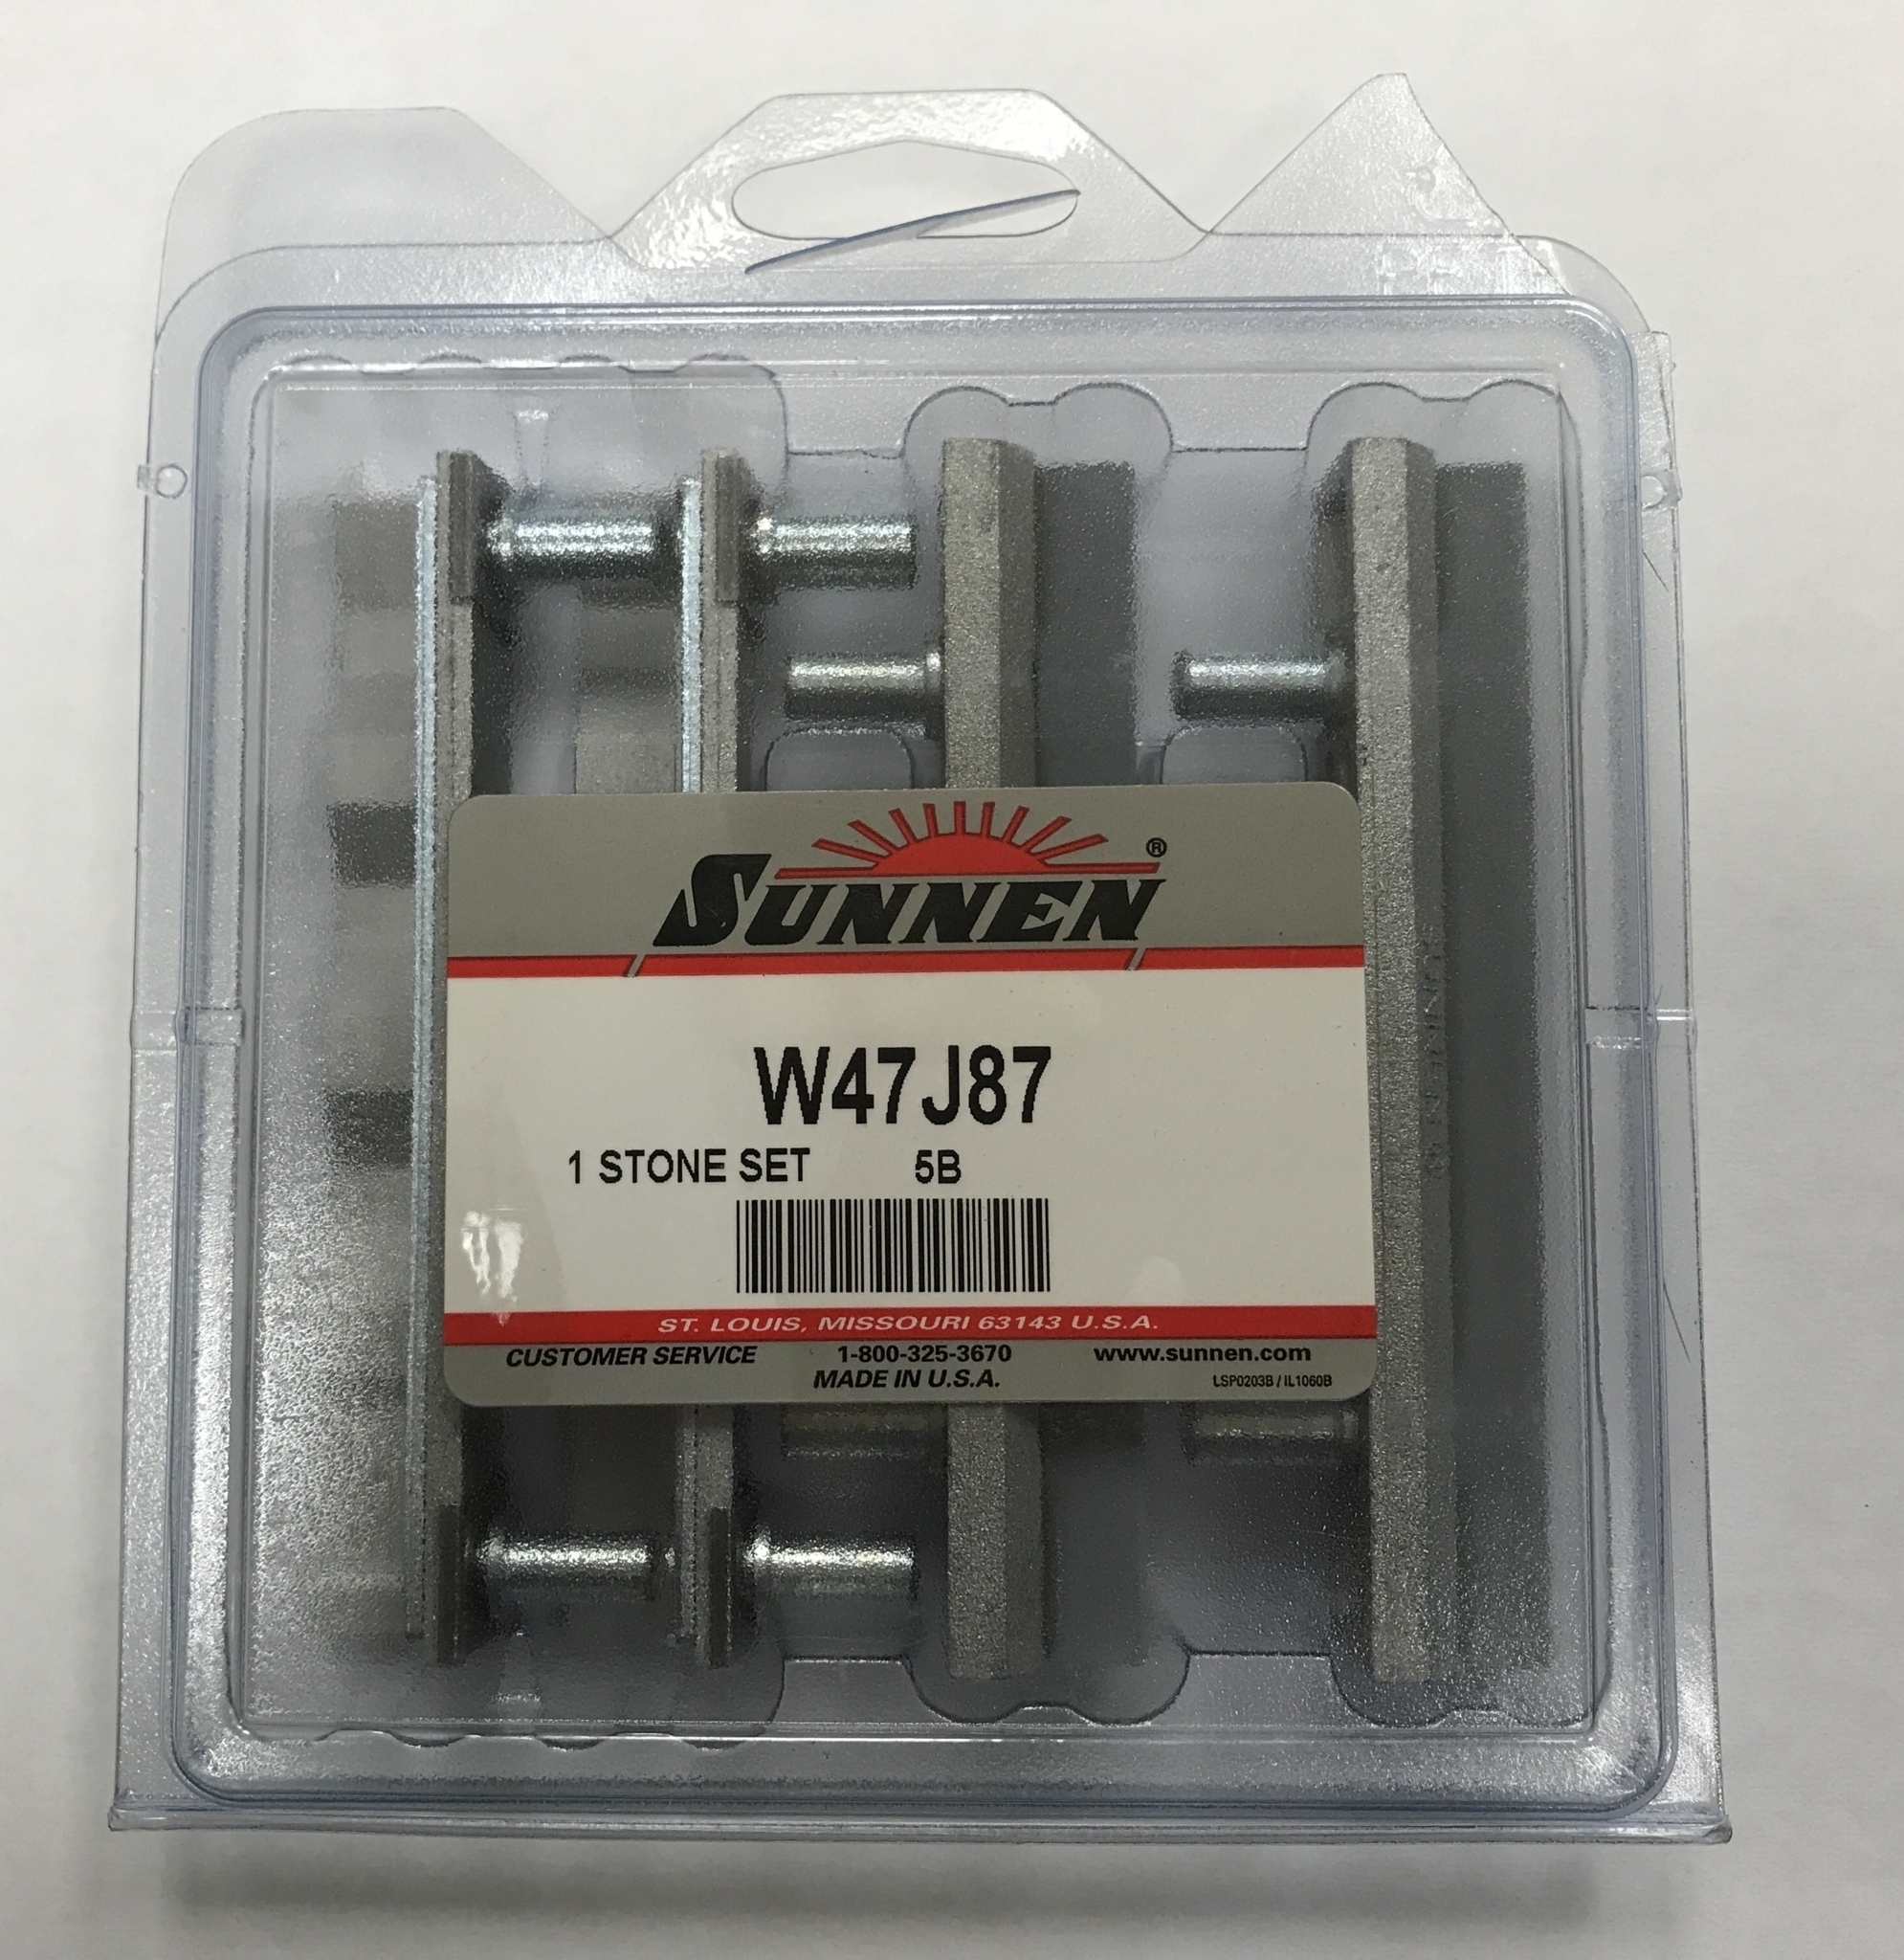 SUNNEN®
W47J87
1 STONE SET 5B
ST. LOUIS, MISSOURI 63143 U.S.A.
CUSTOMER SERVICE 1-800-325-3670 www.sunnen.com
MADE IN U.S.A. LSP0203B / IL1060B